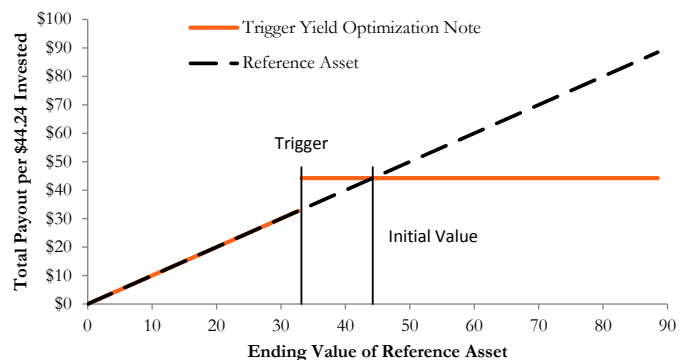 $100
$90
$80
$70
$60
$50
$40
$30
$20
$10
$0
Total Payout per $44.24 Invested
Trigger Yield Optimization Note
Reference Asset
Trigger
Initial Value
0 10 20 30 40 50 60 70 80 90
Ending Value of Reference Asset